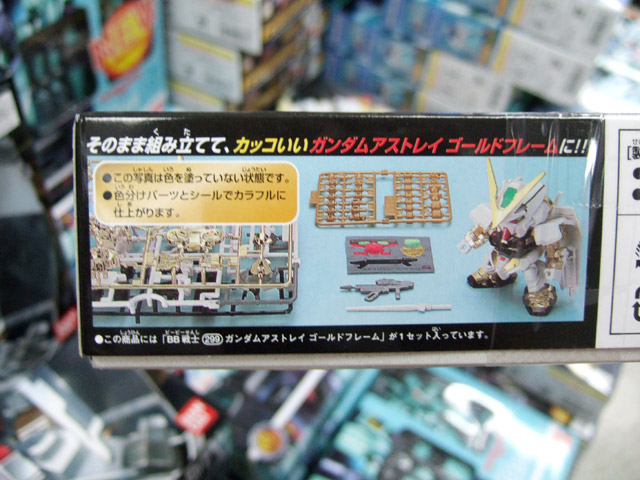 そのまま組み立てて、カッコいいガンダムアストレイ ゴールドフレームに!!
●この写真は色を塗っていない状態です。
●色分けパーツとシールでカラフルに
仕上がります。
●この商品には「BB戦士 299 ガンダムアストレイ ゴールドフレーム」が1セット入っています。